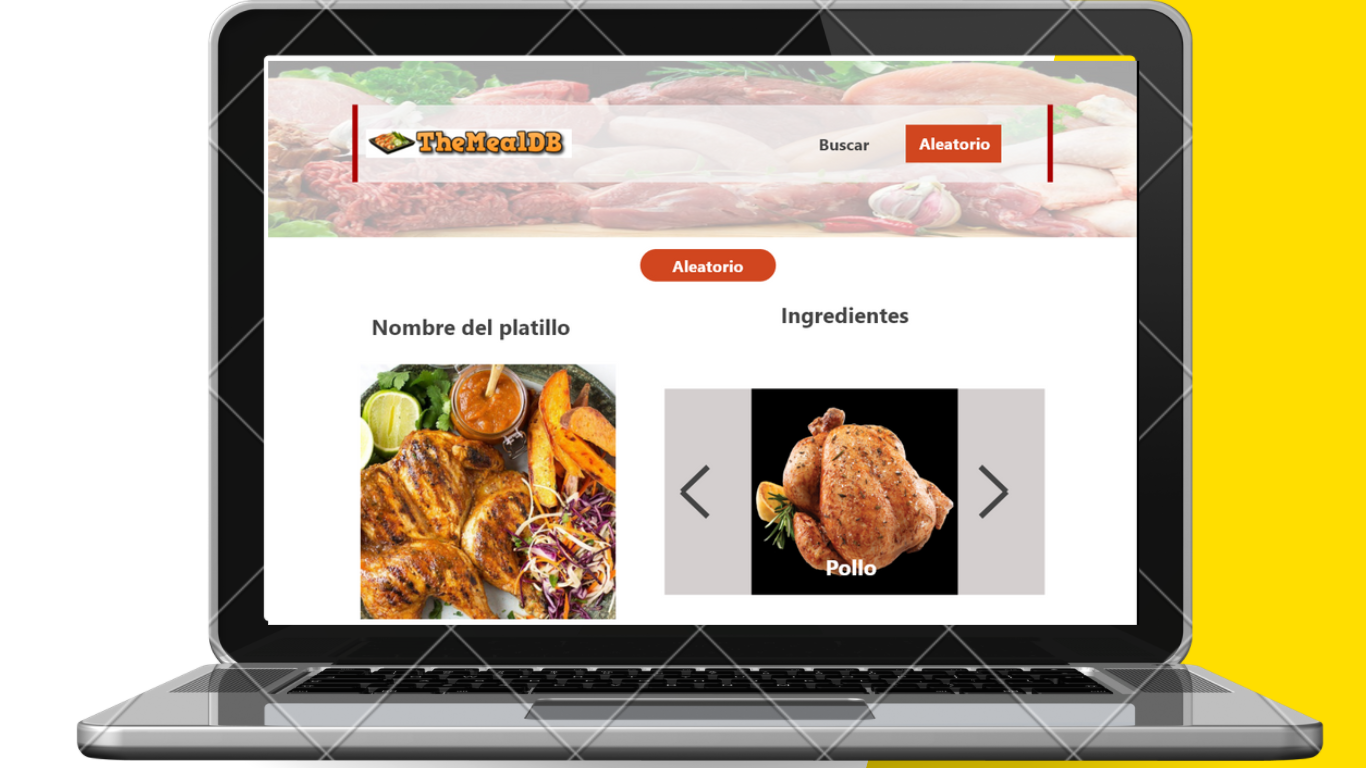 TheMealDB
Buscar
Aleatorio
Aleatorio
Nombre del platillo
Ingredientes
Pollo